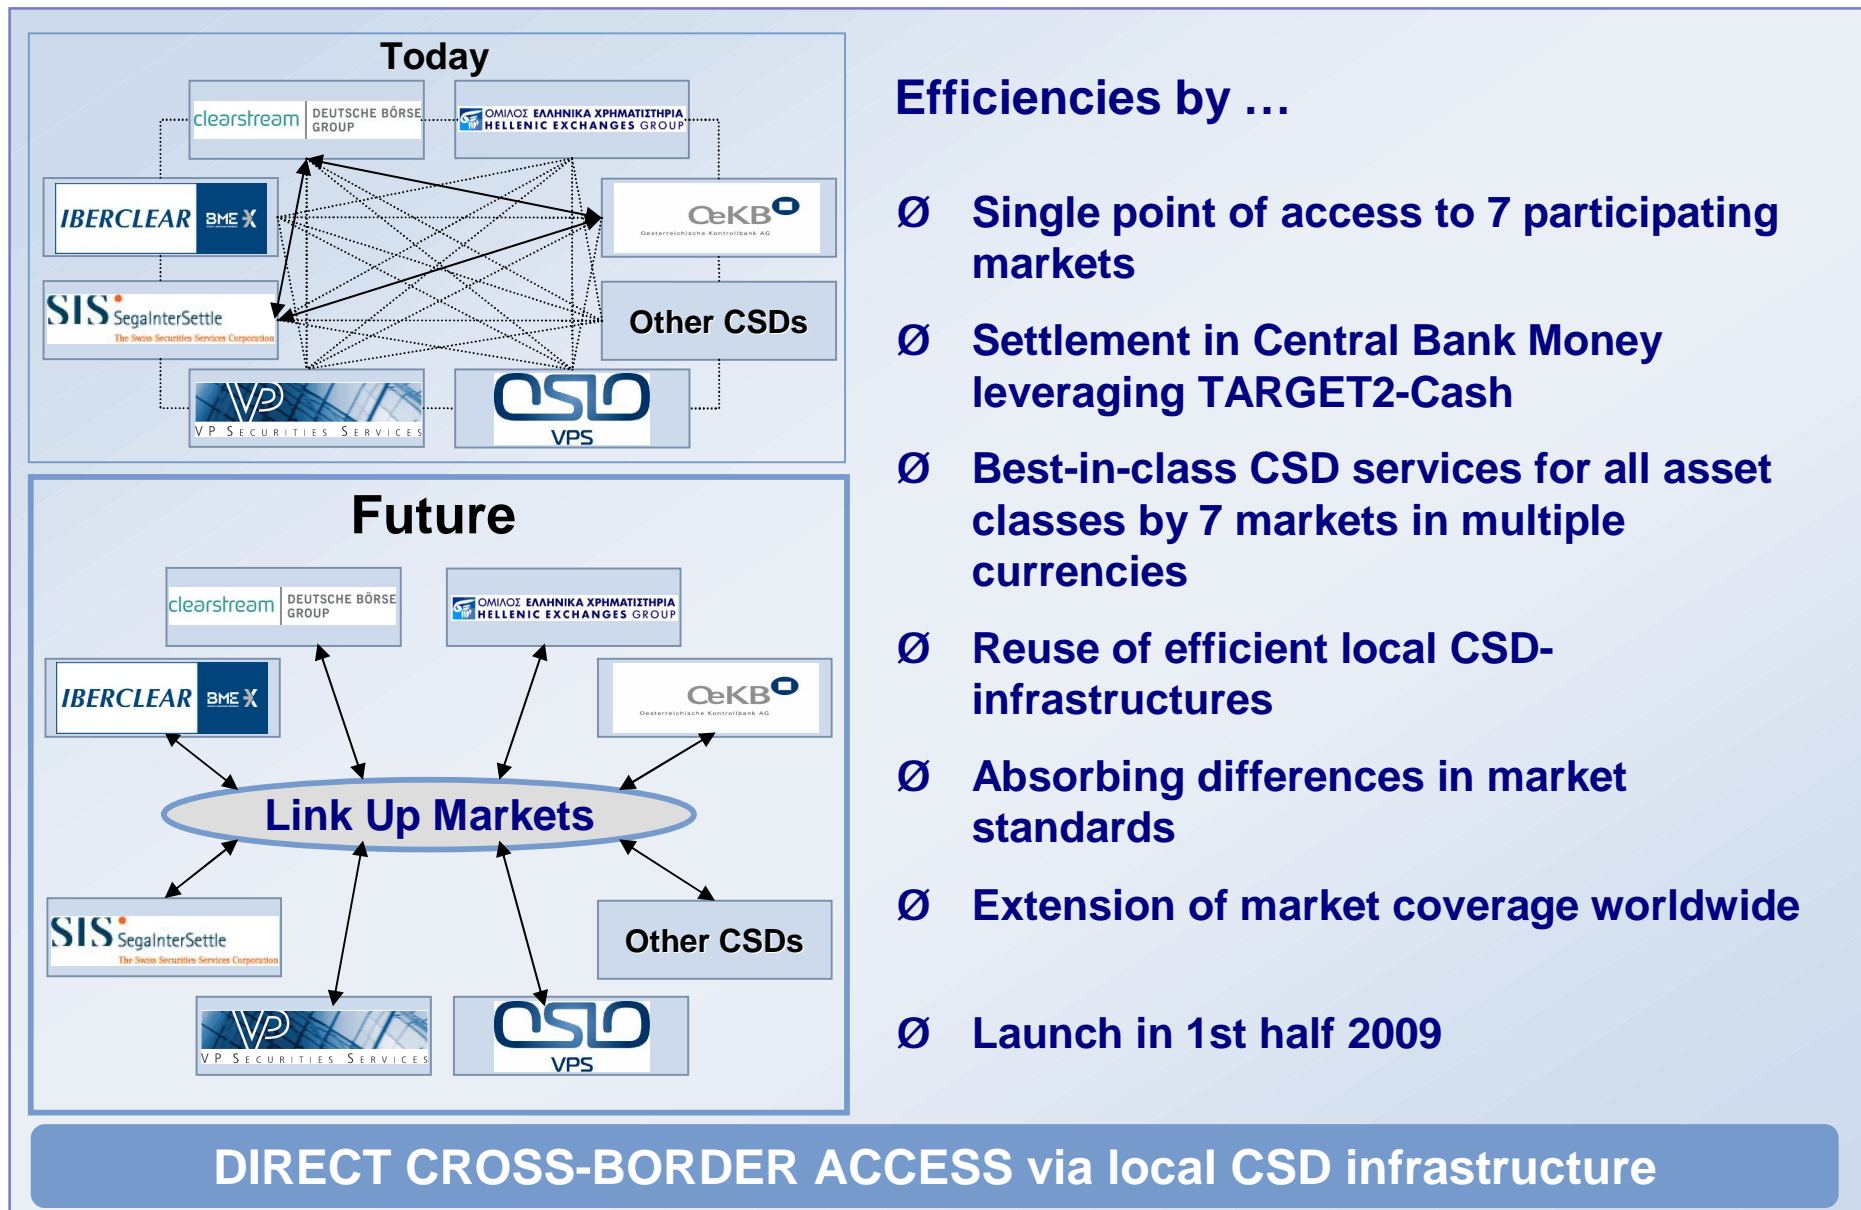 Today
clearstream DEUTSCHE BÖRSE
GROUP
ΟΜΙΛΟΣ ΕΛΛΗΝΙΚΑ ΧΡΗΜΑΤΙΣΤΗΡΙΑ
HELLENIC EXCHANGES GROUP
IBERCLEAR BME X
OeKB
Oesterreichische Kontrollbank AG
SIS SegaInterSettle
The Swiss Securities Services Corporation
Other CSDs
VP
VP SECURITIES SERVICES
OSLO
VPS
Future
clearstream DEUTSCHE BÖRSE
GROUP
ΟΜΙΛΟΣ ΕΛΛΗΝΙΚΑ ΧΡΗΜΑΤΙΣΤΗΡΙΑ
HELLENIC EXCHANGES GROUP
IBERCLEAR BME X
OeKB
Oesterreichische Kontrollbank AG
Link Up Markets
SIS SegaInterSettle
The Swiss Securities Services Corporation
Other CSDs
VP
VP SECURITIES SERVICES
OSLO
VPS
Efficiencies by …
Ø Single point of access to 7 participating
markets
Ø Settlement in Central Bank Money
leveraging TARGET2-Cash
Ø Best-in-class CSD services for all asset
classes by 7 markets in multiple
currencies
Ø Reuse of efficient local CSD-
infrastructures
Ø Absorbing differences in market
standards
Ø Extension of market coverage worldwide
Ø Launch in 1st half 2009
DIRECT CROSS-BORDER ACCESS via local CSD infrastructure